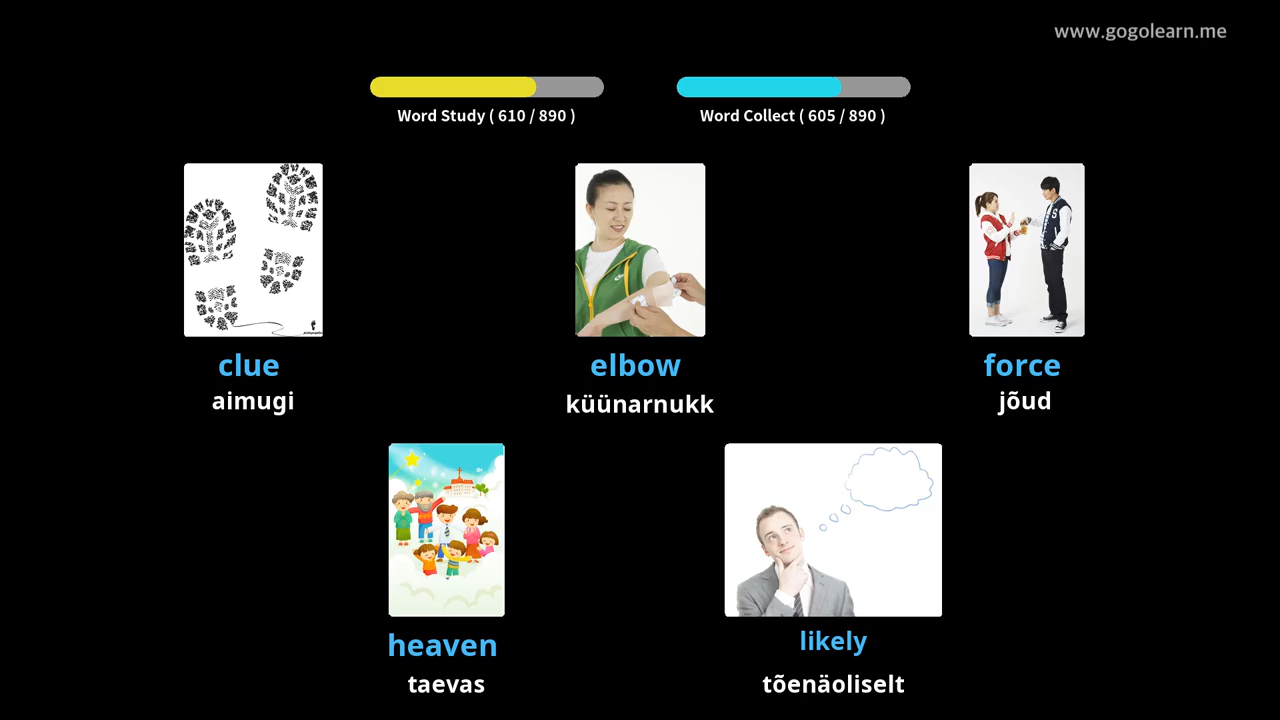 www.gogolearn.me
Word Study ( 610 / 890 )
Word Collect ( 605 / 890 )
clue
aimugi
elbow
küünarnukk
force
jõud
heaven
taevas
likely
tõenäoliselt